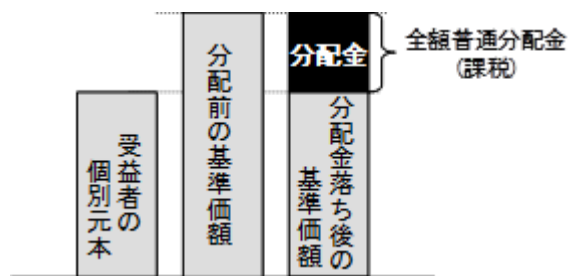 受益者の
個別元本
分配前の基準価額
分配金
分配金落ち後の
基準価額
全額普通分配金
(課税)